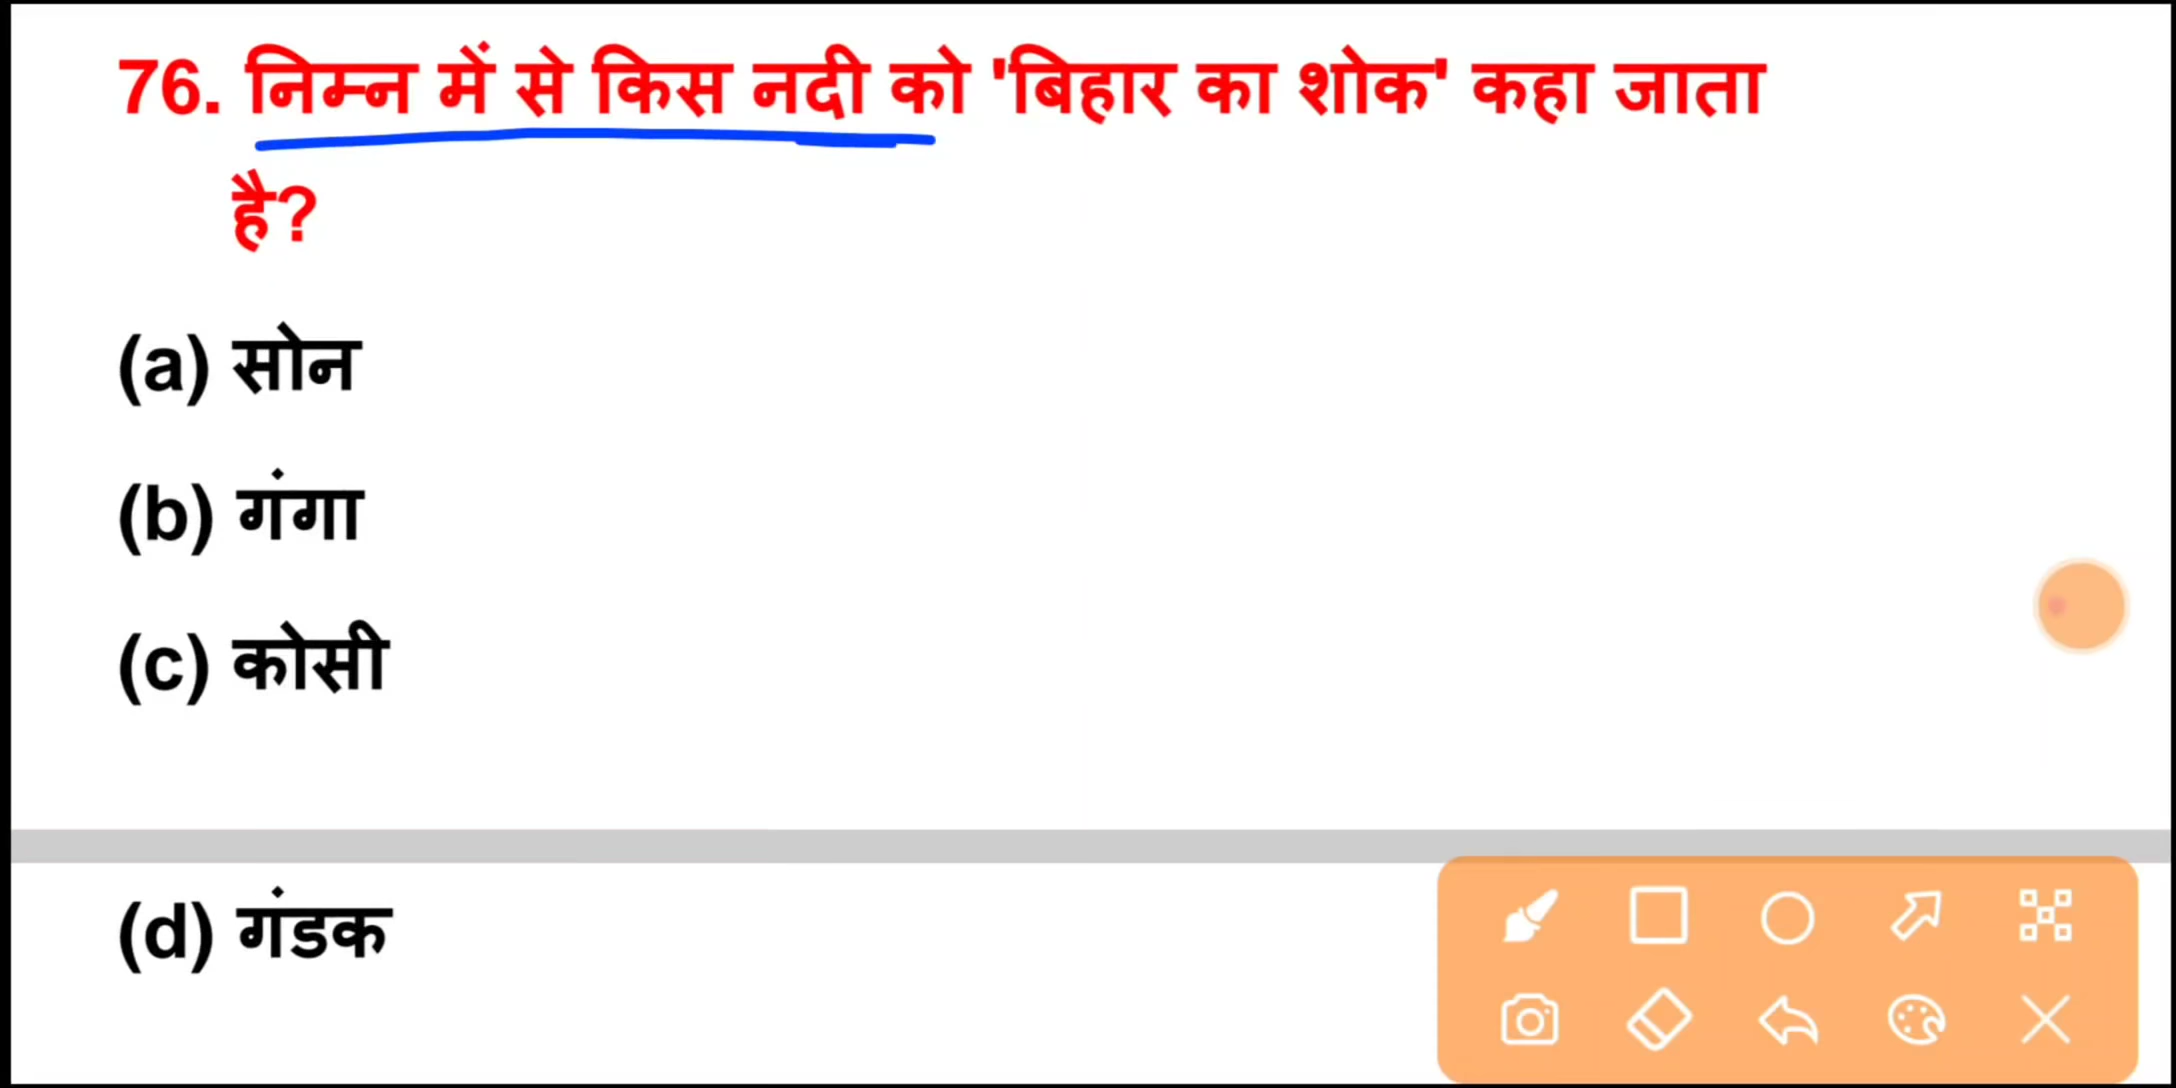 76. निम्न में से किस नदी को 'बिहार का शोक' कहा जाता
है?
(a) सोन
(b) गंगा
(c) कोसी
(d) गंडक